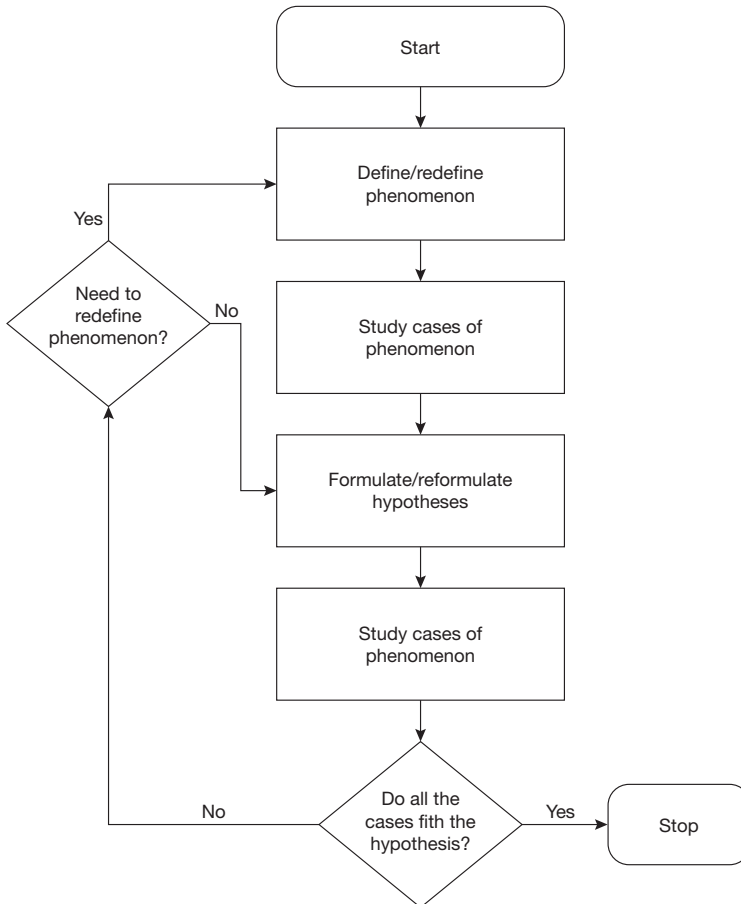 Start
Define/redefine
phenomenon
Yes
Need to
redefine
phenomenon?
No
Study cases of
phenomenon
Formulate/reformulate
hypotheses
Study cases of
phenomenon
No
Do all the
cases fith the
hypothesis?
Yes
Stop